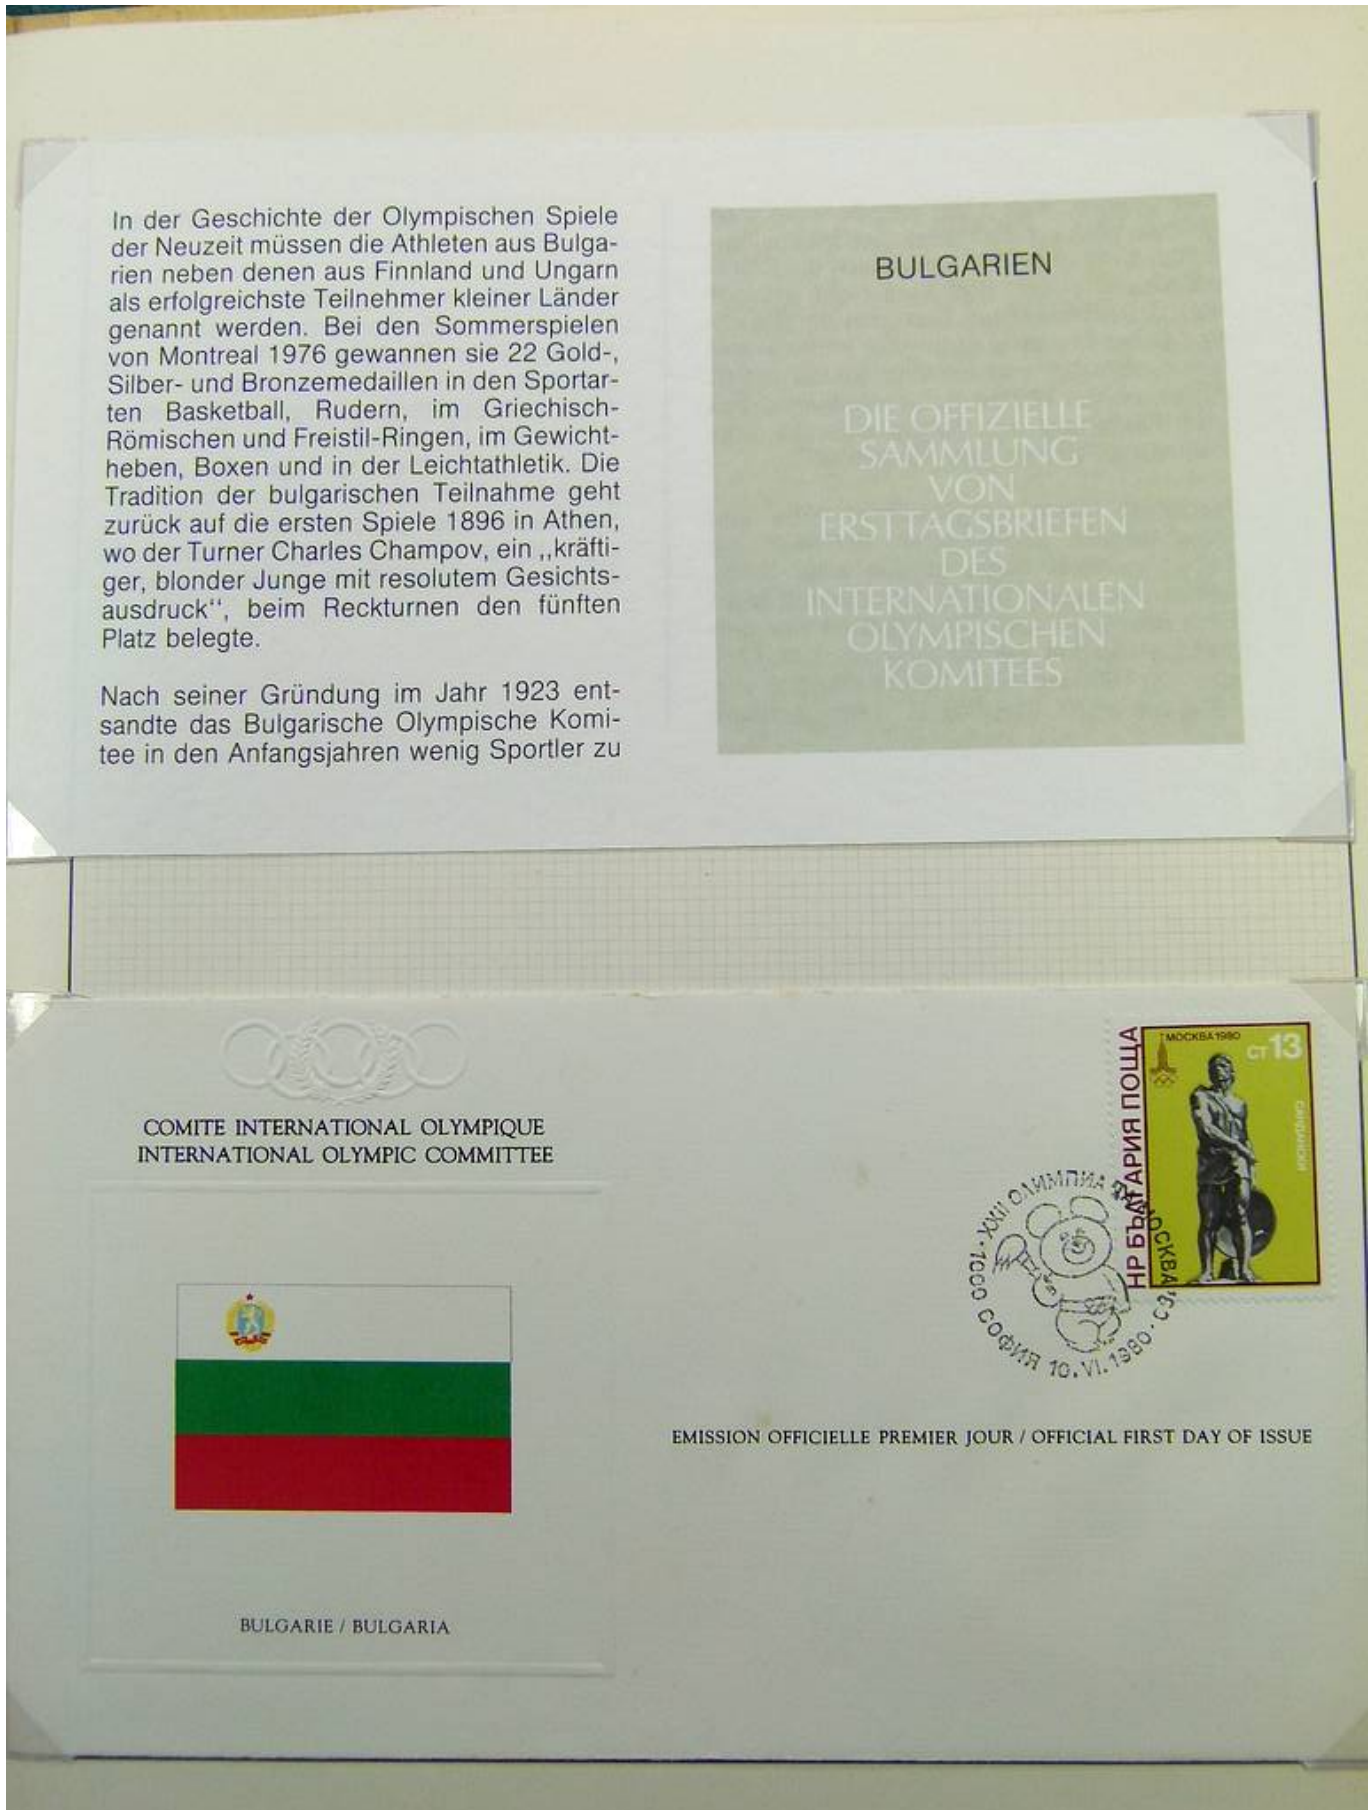 In der Geschichte der Olympischen Spiele
der Neuzeit müssen die Athleten aus Bulga-
rien neben denen aus Finnland und Ungarn
als erfolgreichste Teilnehmer kleiner Länder
genannt werden. Bei den Sommerspielen
von Montreal 1976 gewannen sie 22 Gold-,
Silber- und Bronzemedaillen in den Sportar-
ten Basketball, Rudern, im Griechisch-
Römischen und Freistil-Ringen, im Gewicht-
heben, Boxen und in der Leichtathletik. Die
Tradition der bulgarischen Teilnahme geht
zurück auf die ersten Spiele 1896 in Athen,
wo der Turner Charles Champov, ein ,,kräfti-
ger, blonder Junge mit resolutem Gesichts-
ausdruck‘‘, beim Reckturnen den fünften
Platz belegte.
Nach seiner Gründung im Jahr 1923 ent-
sandte das Bulgarische Olympische Komi-
tee in den Anfangsjahren wenig Sportler zu
BULGARIEN
DIE OFFIZIELLE
SAMMLUNG
VON
ERSTTAGSBRIEFEN
DES
INTERNATIONALEN
OLYMPISCHEN
KOMITEES
COMITE INTERNATIONAL OLYMPIQUE
INTERNATIONAL OLYMPIC COMMITTEE
BULGARIE / BULGARIA
МОСКВА 1980
СТ 13
САНДАНСКИ
НР БЪЛГАРИЯ ПОЩА
XXII ОЛИМПИА МОСКВА
1000 СОФИЯ 10.VI.1980
EMISSION OFFICIELLE PREMIER JOUR / OFFICIAL FIRST DAY OF ISSUE